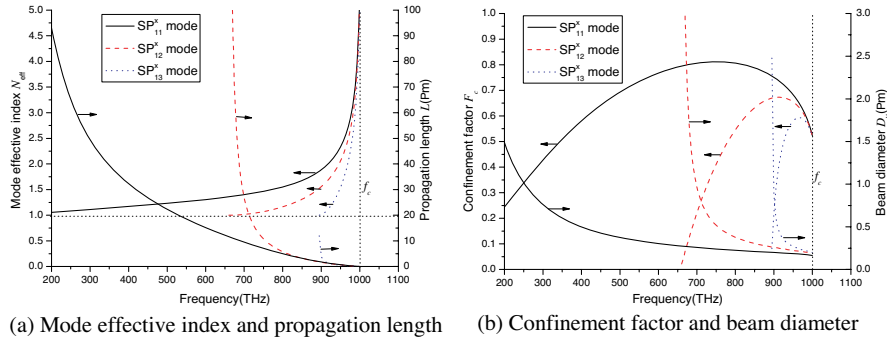 SP^x_11 mode
SP^x_12 mode
SP^x_13 mode
Mode effective index N_eff
5.0
4.5
4.0
3.5
3.0
2.5
2.0
1.5
1.0
0.5
0.0
100
90
80
70
60
50
40
30
20
10
0
Propagation length L(Pm)
f_c
200 300 400 500 600 700 800 900 1000 1100
Frequency(THz)
(a) Mode effective index and propagation length
SP^x_11 mode
SP^x_12 mode
SP^x_13 mode
Confinement factor F_c
1.0
0.9
0.8
0.7
0.6
0.5
0.4
0.3
0.2
0.1
0.0
3.0
2.5
2.0
1.5
1.0
0.5
0.0
Beam diameter D (Pm)
f_c
200 300 400 500 600 700 800 900 1000 1100
Frequency(THz)
(b) Confinement factor and beam diameter